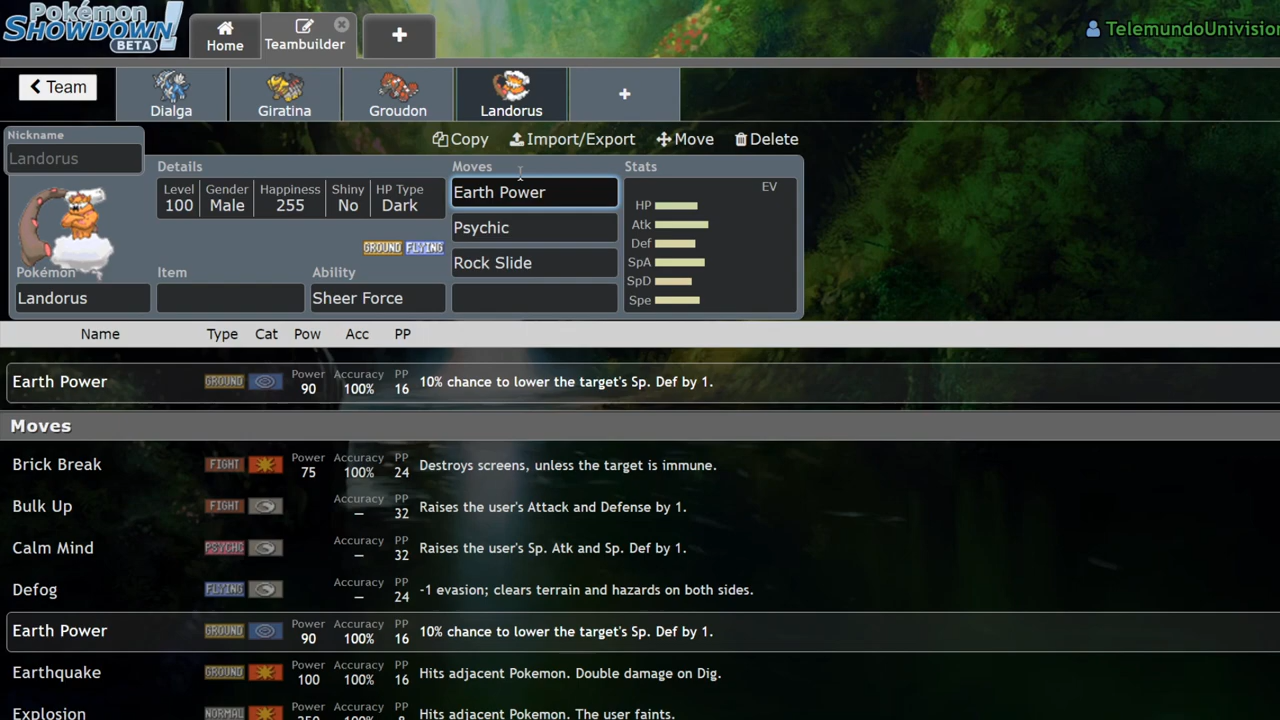 Pokémon
SHOWDOWN!
BETA
Home
Teambuilder
TelemundoUnivision
Team
Dialga
Giratina
Groudon
Landorus
Copy
Import/Export
Move
Delete
Nickname
Landorus
Details
Level Gender Happiness Shiny HP Type
100 Male 255 No Dark
GROUND FLYING
Pokémon
Landorus
Item
Ability
Sheer Force
Moves
Earth Power
Psychic
Rock Slide
Stats
EV
HP
Atk
Def
SpA
SpD
Spe
Name Type Cat Pow Acc PP
Earth Power GROUND Power 90 Accuracy 100% PP 16 10% chance to lower the target's Sp. Def by 1.
Moves
Brick Break FIGHT Power 75 Accuracy 100% PP 24 Destroys screens, unless the target is immune.
Bulk Up FIGHT Accuracy — PP 32 Raises the user's Attack and Defense by 1.
Calm Mind PSYCHC Accuracy — PP 32 Raises the user's Sp. Atk and Sp. Def by 1.
Defog FLYING Accuracy — PP 24 -1 evasion; clears terrain and hazards on both sides.
Earth Power GROUND Power 90 Accuracy 100% PP 16 10% chance to lower the target's Sp. Def by 1.
Earthquake GROUND Power 100 Accuracy 100% PP 16 Hits adjacent Pokemon. Double damage on Dig.
Explosion NORMAL Power 250 Accuracy 100% PP 8 Hits adjacent Pokemon. The user faints.